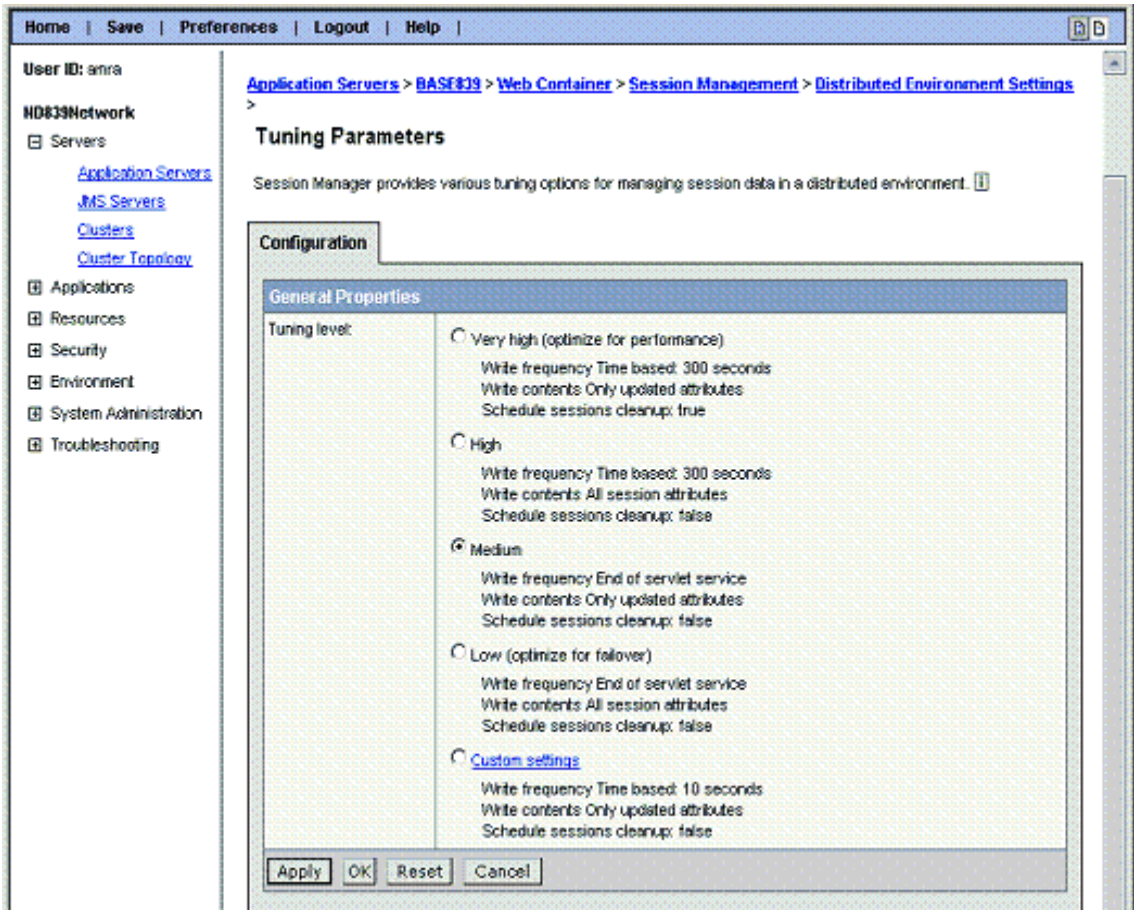 Home | Save | Preferences | Logout | Help |
User ID: amra
ND839Network
Servers
Application Servers
JMS Servers
Clusters
Cluster Topology
Applications
Resources
Security
Environment
System Administration
Troubleshooting
Application Servers > BASE839 > Web Container > Session Management > Distributed Environment Settings
>
Tuning Parameters
Session Manager provides various tuning options for managing session data in a distributed environment. i
Configuration
General Properties
Tuning level:
Very high (optimize for performance)
Write frequency Time based: 300 seconds
Write contents Only updated attributes
Schedule sessions cleanup: true
High
Write frequency Time based: 300 seconds
Write contents All session attributes
Schedule sessions cleanup: false
Medium
Write frequency End of servlet service
Write contents Only updated attributes
Schedule sessions cleanup: false
Low (optimize for failover)
Write frequency End of servlet service
Write contents All session attributes
Schedule sessions cleanup: false
Custom settings
Write frequency Time based: 10 seconds
Write contents Only updated attributes
Schedule sessions cleanup: false
Apply OK Reset Cancel